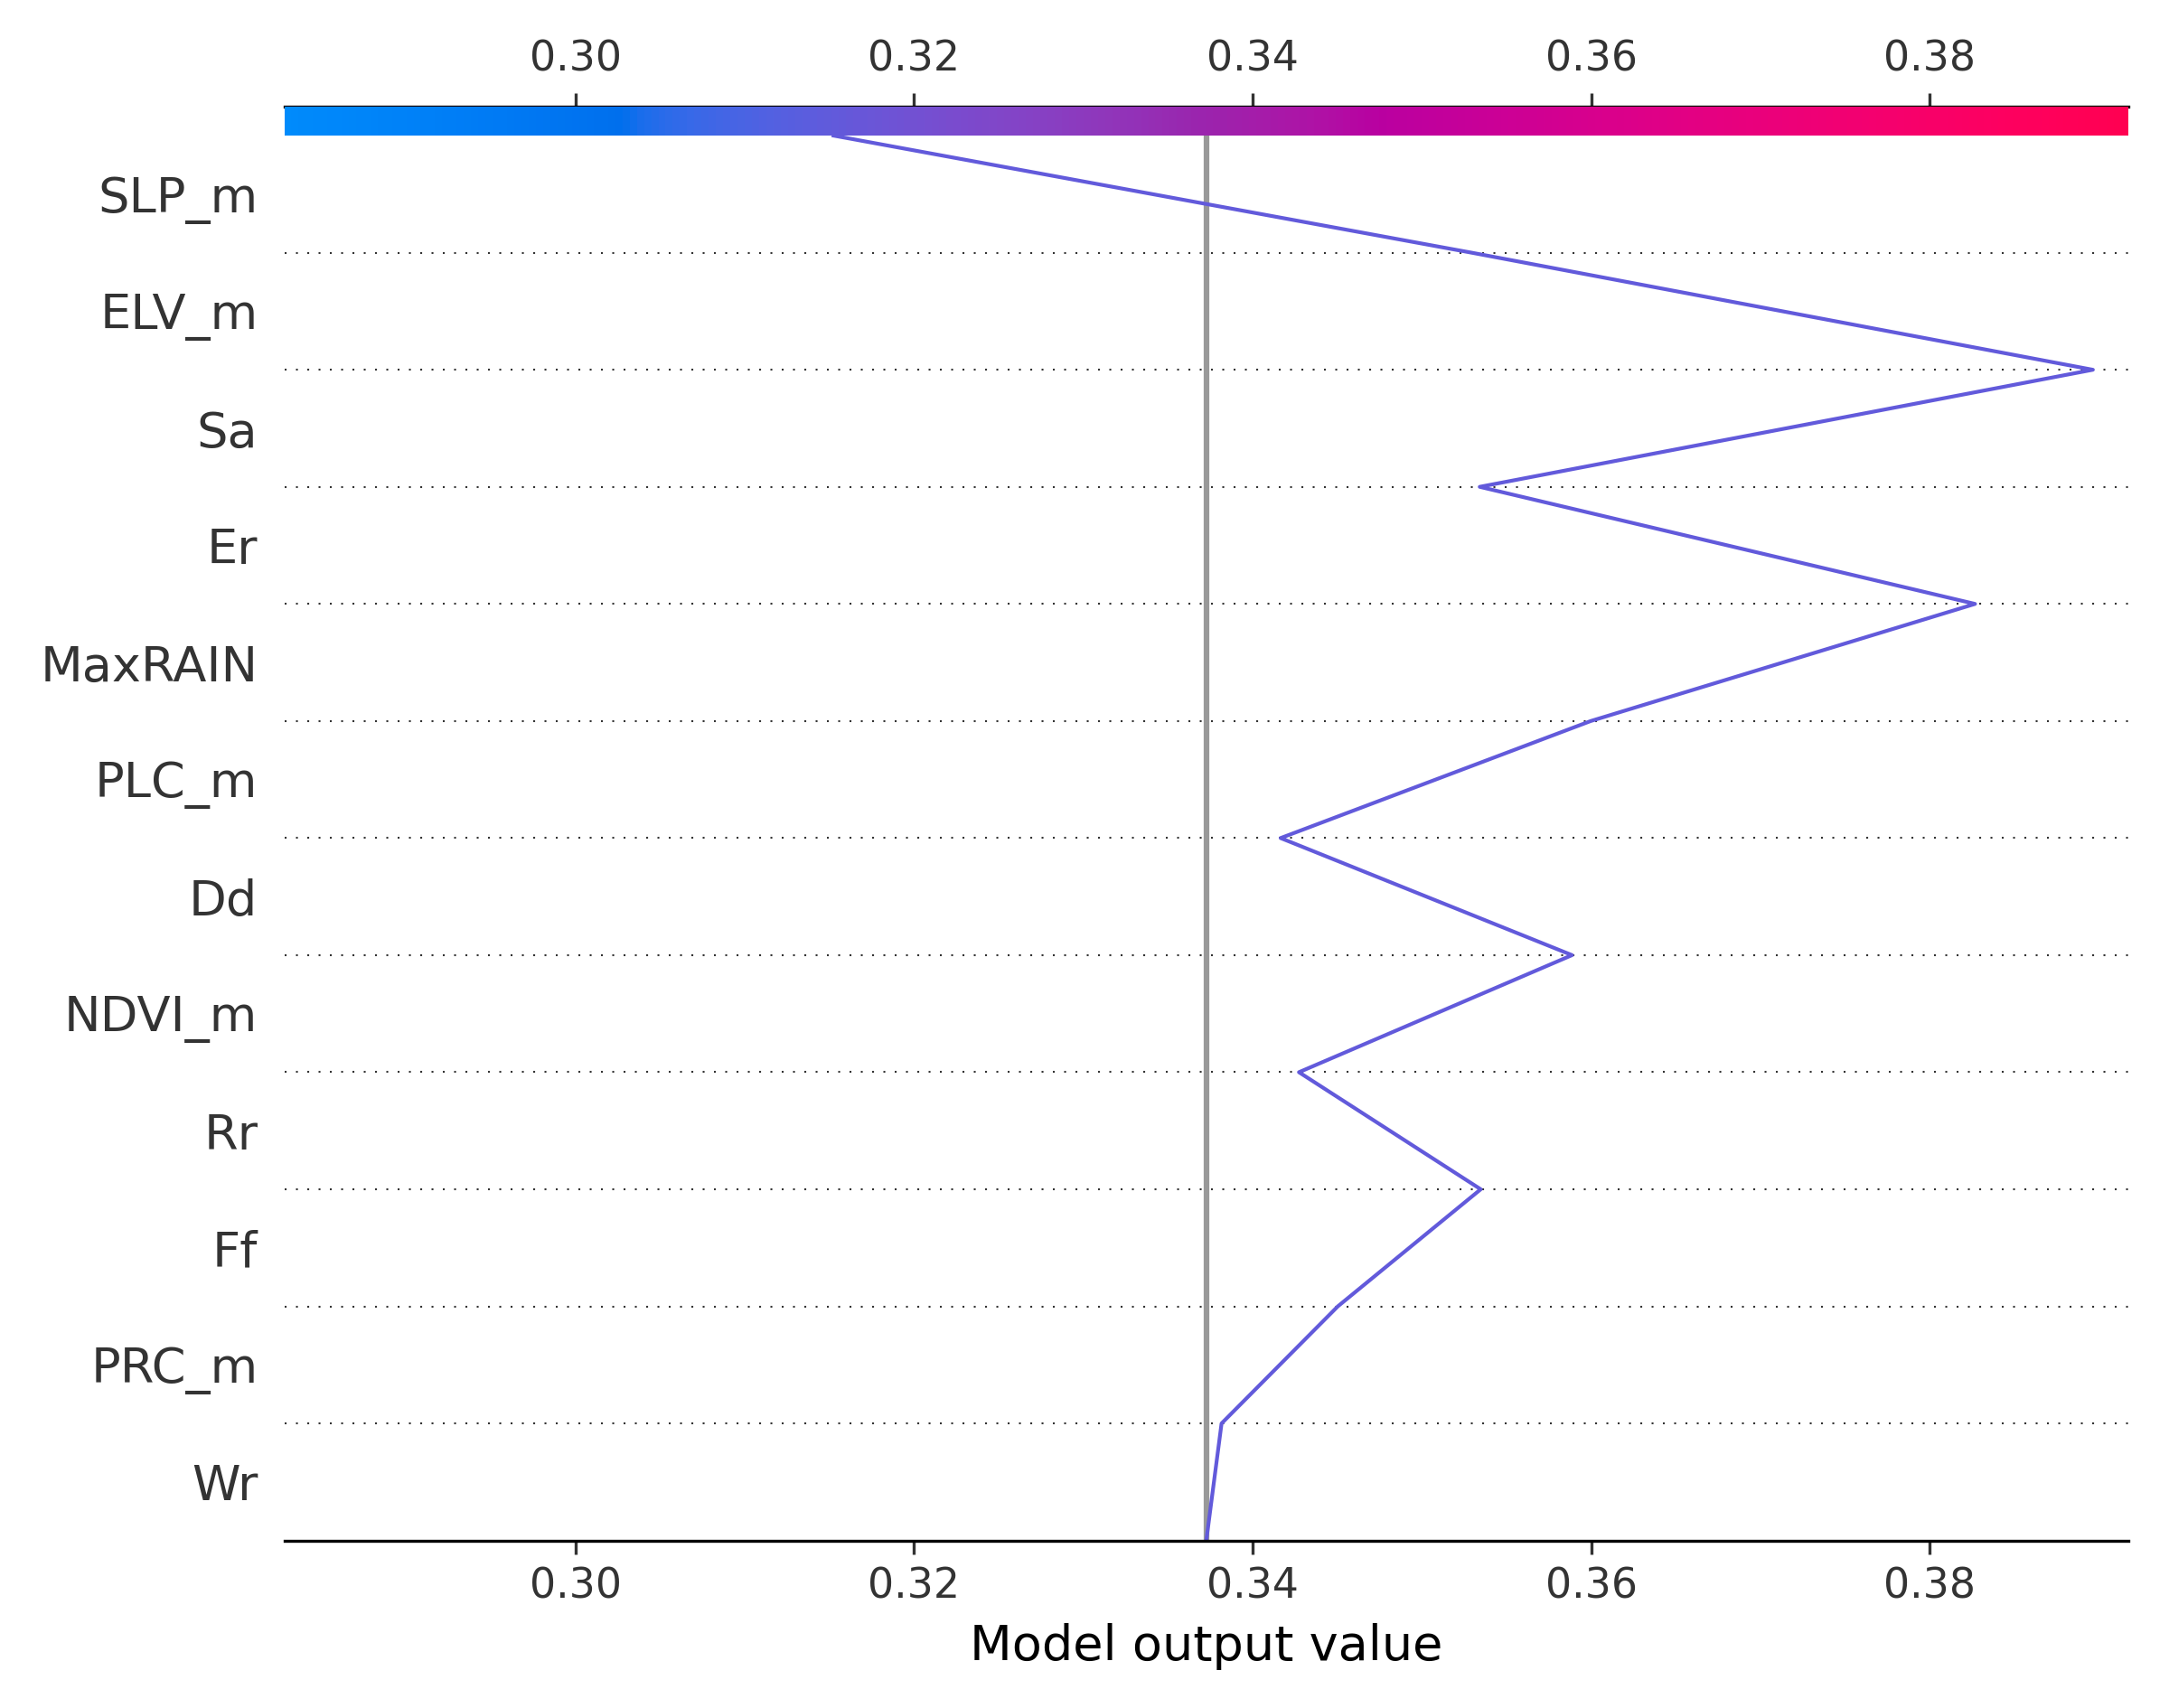 0.30 0.32 0.34 0.36 0.38
SLP_m
ELV_m
Sa
Er
MaxRAIN
PLC_m
Dd
NDVI_m
Rr
Ff
PRC_m
Wr
0.30 0.32 0.34 0.36 0.38
Model output value